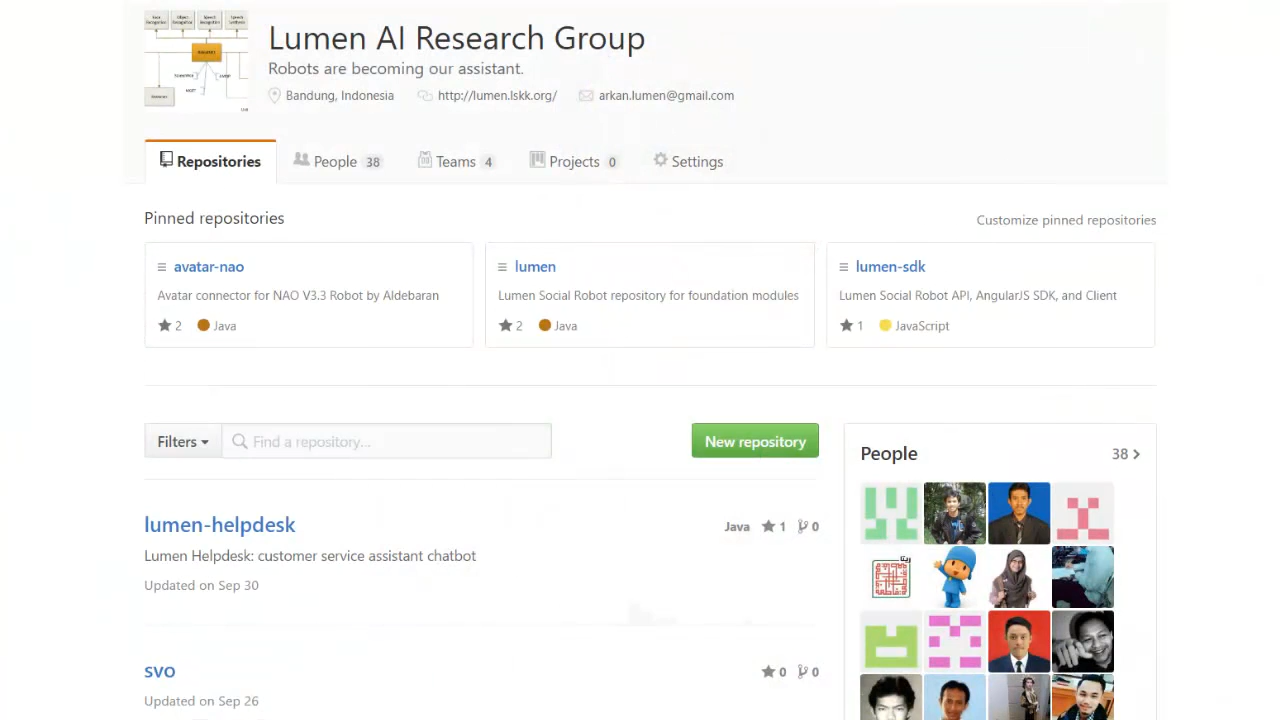 Lumen AI Research Group
Robots are becoming our assistant.
Bandung, Indonesia http://lumen.lskk.org/ arkan.lumen@gmail.com
Repositories People 38 Teams 4 Projects 0 Settings
Pinned repositories Customize pinned repositories
avatar-nao
Avatar connector for NAO V3.3 Robot by Aldebaran
2 Java
lumen
Lumen Social Robot repository for foundation modules
2 Java
lumen-sdk
Lumen Social Robot API, AngularJS SDK, and Client
1 JavaScript
Filters Find a repository... New repository
lumen-helpdesk Java 1 0
Lumen Helpdesk: customer service assistant chatbot
Updated on Sep 30
SVO 0 0
Updated on Sep 26
People 38